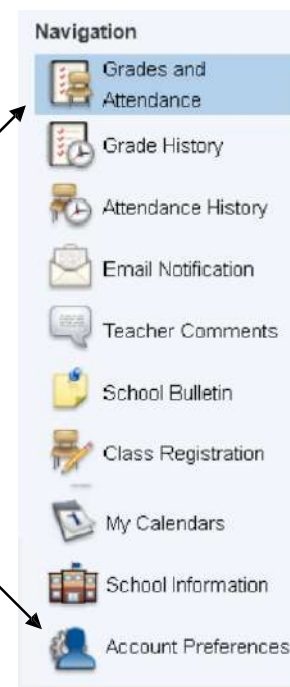 Navigation
Grades and
Attendance
Grade History
Attendance History
Email Notification
Teacher Comments
School Bulletin
Class Registration
My Calendars
School Information
Account Preferences